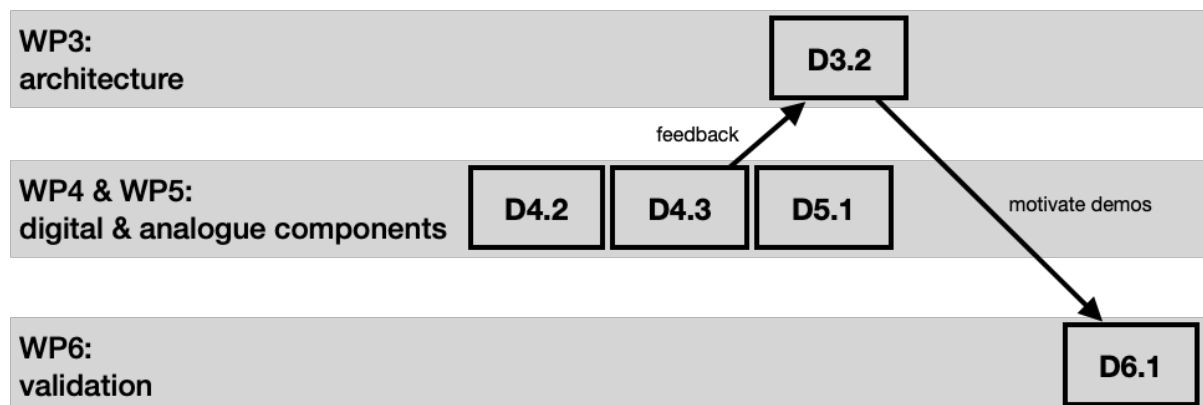 WP3:
architecture
D3.2
feedback
WP4 & WP5:
digital & analogue components
D4.2
D4.3
D5.1
motivate demos
WP6:
validation
D6.1